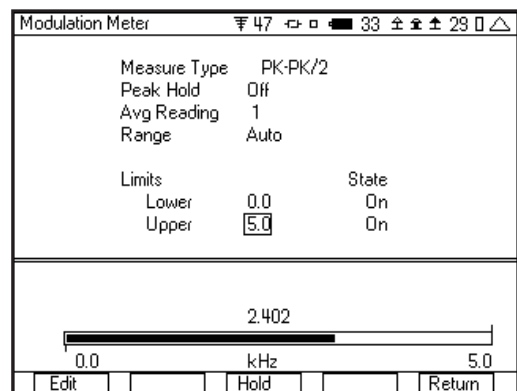 Modulation Meter 47 33 29
Measure Type PK-PK/2
Peak Hold Off
Avg Reading 1
Range Auto
Limits State
Lower 0.0 On
Upper 5.0 On
2.402
0.0 kHz 5.0
Edit Hold Return